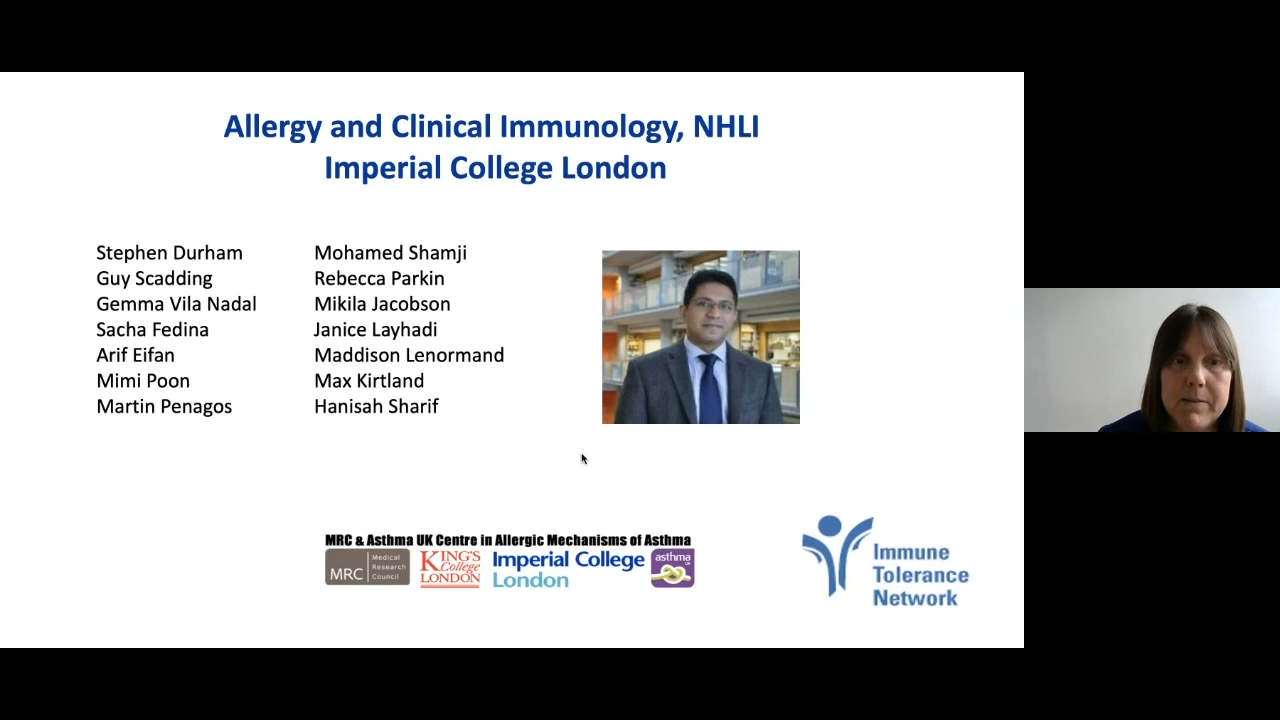 Allergy and Clinical Immunology, NHLI
Imperial College London
Stephen Durham
Guy Scadding
Gemma Vila Nadal
Sacha Fedina
Arif Eifan
Mimi Poon
Martin Penagos
Mohamed Shamji
Rebecca Parkin
Mikila Jacobson
Janice Layhadi
Maddison Lenormand
Max Kirtland
Hanisah Sharif
MRC & Asthma UK Centre in Allergic Mechanisms of Asthma
MRC
Medical
Research
Council
KING'S
College
LONDON
Imperial College
London
asthma
UK
Immune
Tolerance
Network